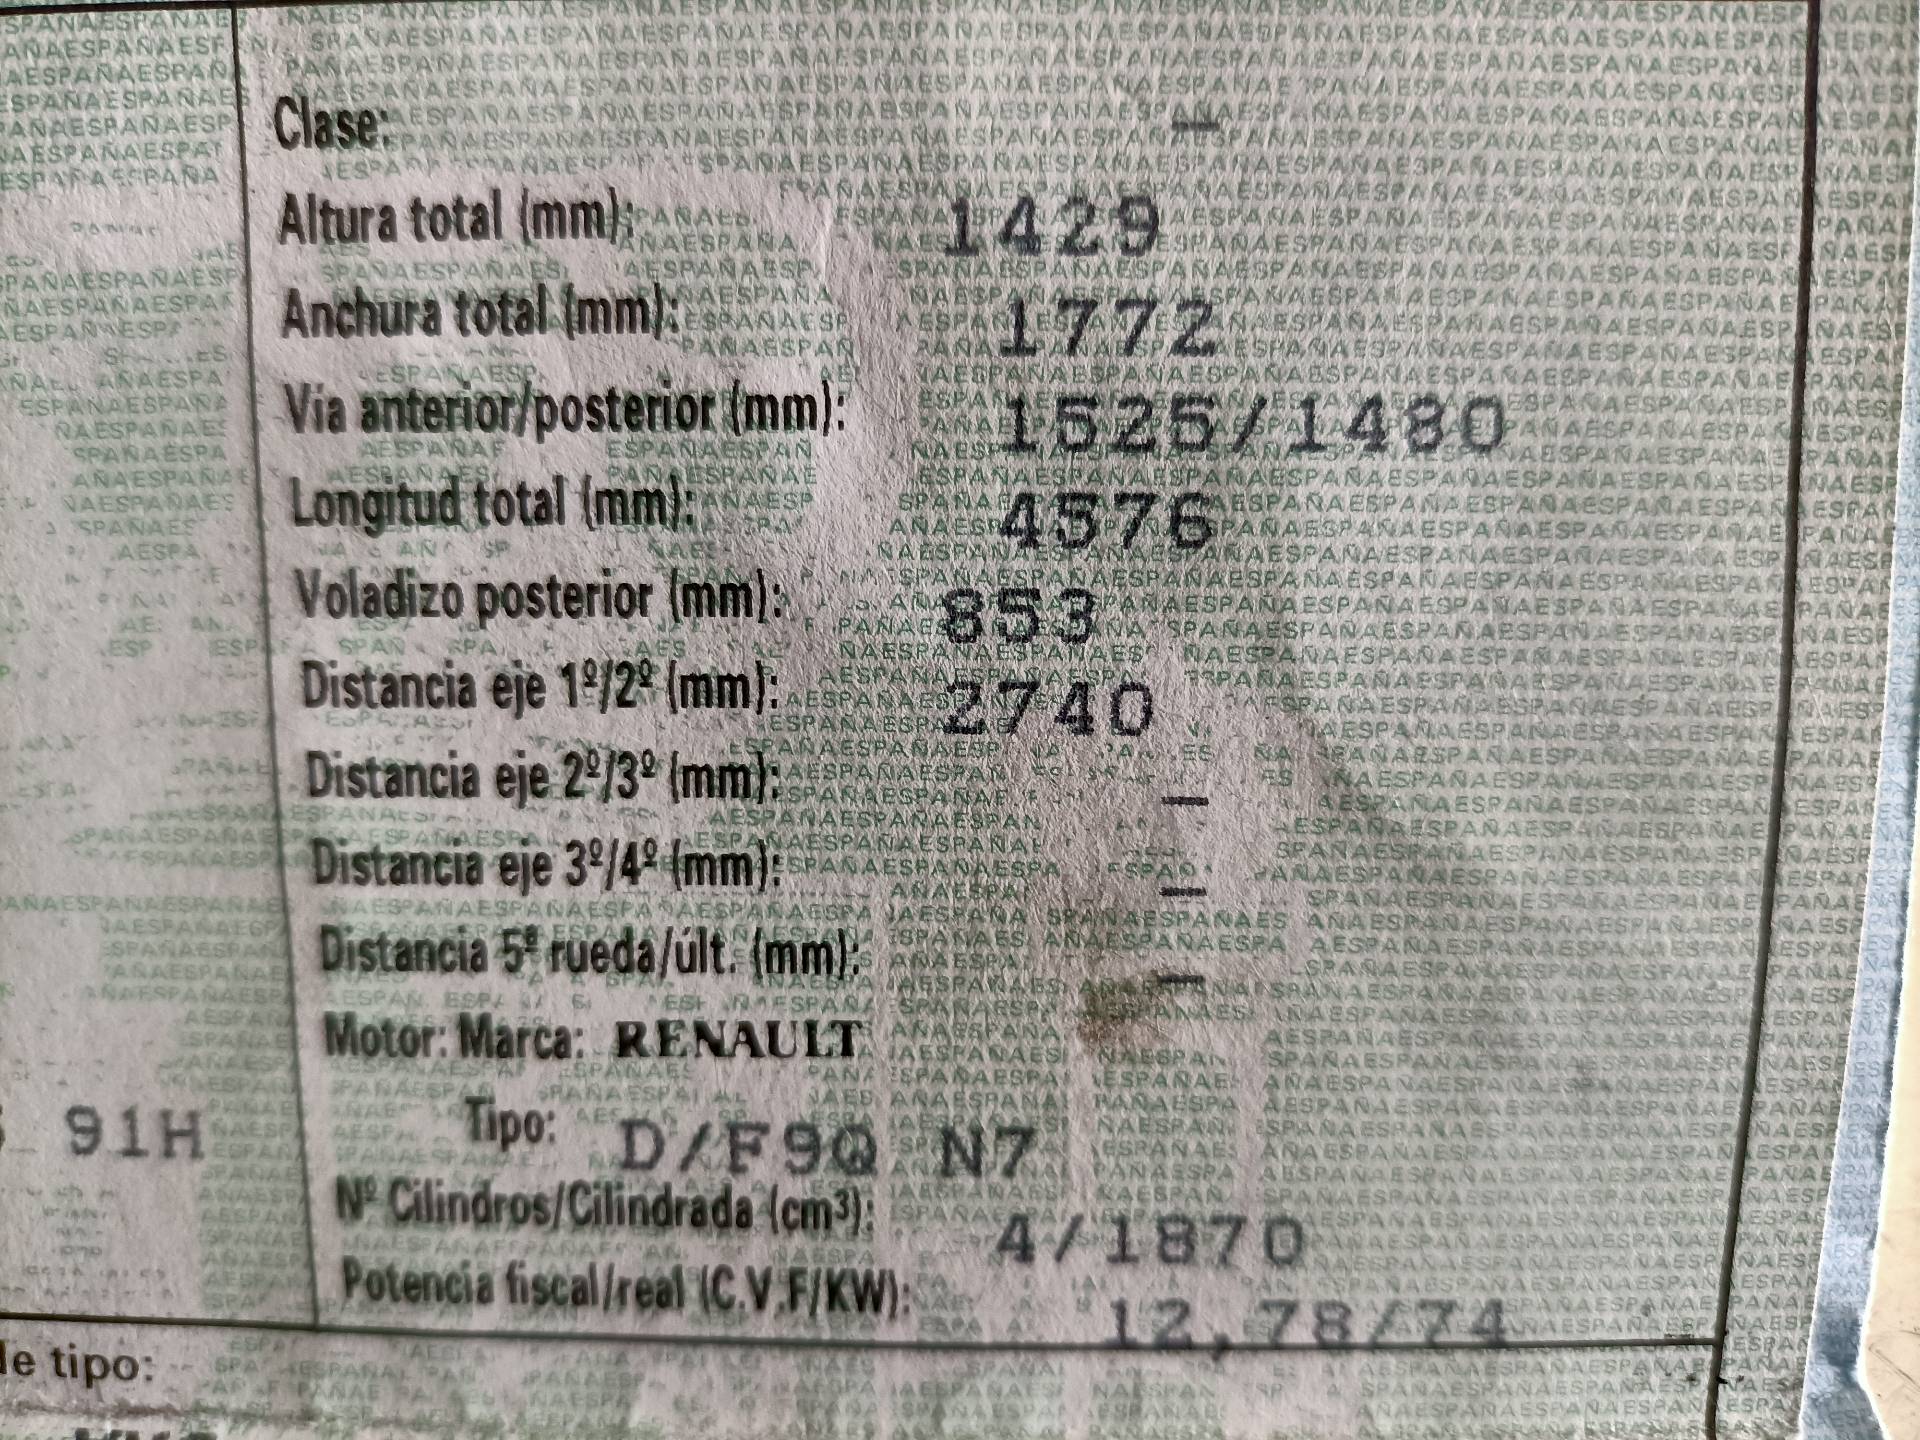 Clase: –
Altura total (mm): 1429
Anchura total (mm): 1772
Vía anterior/posterior (mm): 1525/1480
Longitud total (mm): 4576
Voladizo posterior (mm): 853
Distancia eje 1º/2º (mm): 2740
Distancia eje 2º/3º (mm): –
Distancia eje 3º/4º (mm): –
Distancia 5ª rueda/últ. (mm): –
Motor: Marca: RENAULT
91H
Tipo: D/F9Q N7
Nº Cilindros/Cilindrada (cm³): 4/1870
Potencia fiscal/real (C.V.F/KW): 12,78/74
de tipo: